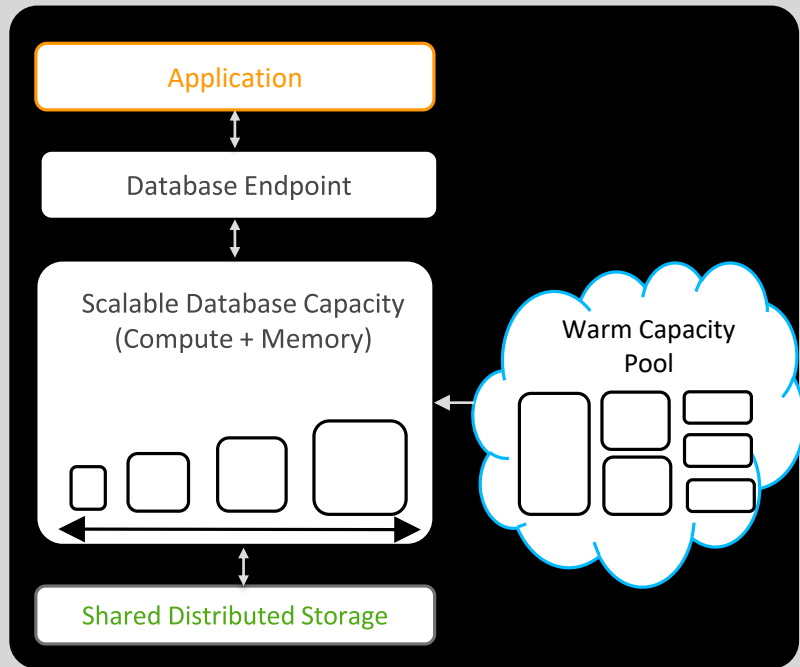 Application
Database Endpoint
Scalable Database Capacity
(Compute + Memory)
Warm Capacity
Pool
Shared Distributed Storage